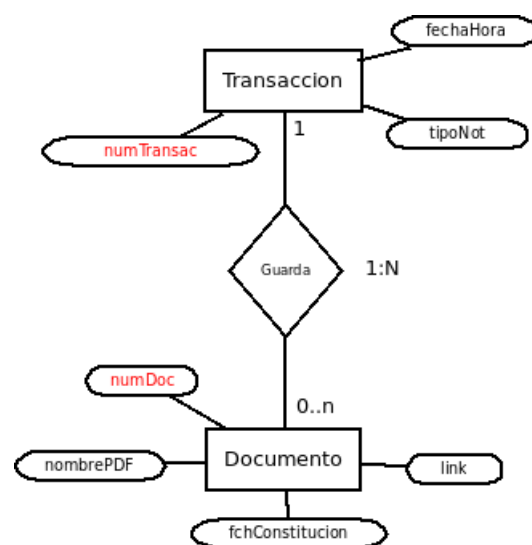 fechaHora
Transaccion
1
tipoNot
numTransac
Guarda
1:N
numDoc
0..n
nombrePDF
Documento
link
fchConstitucion